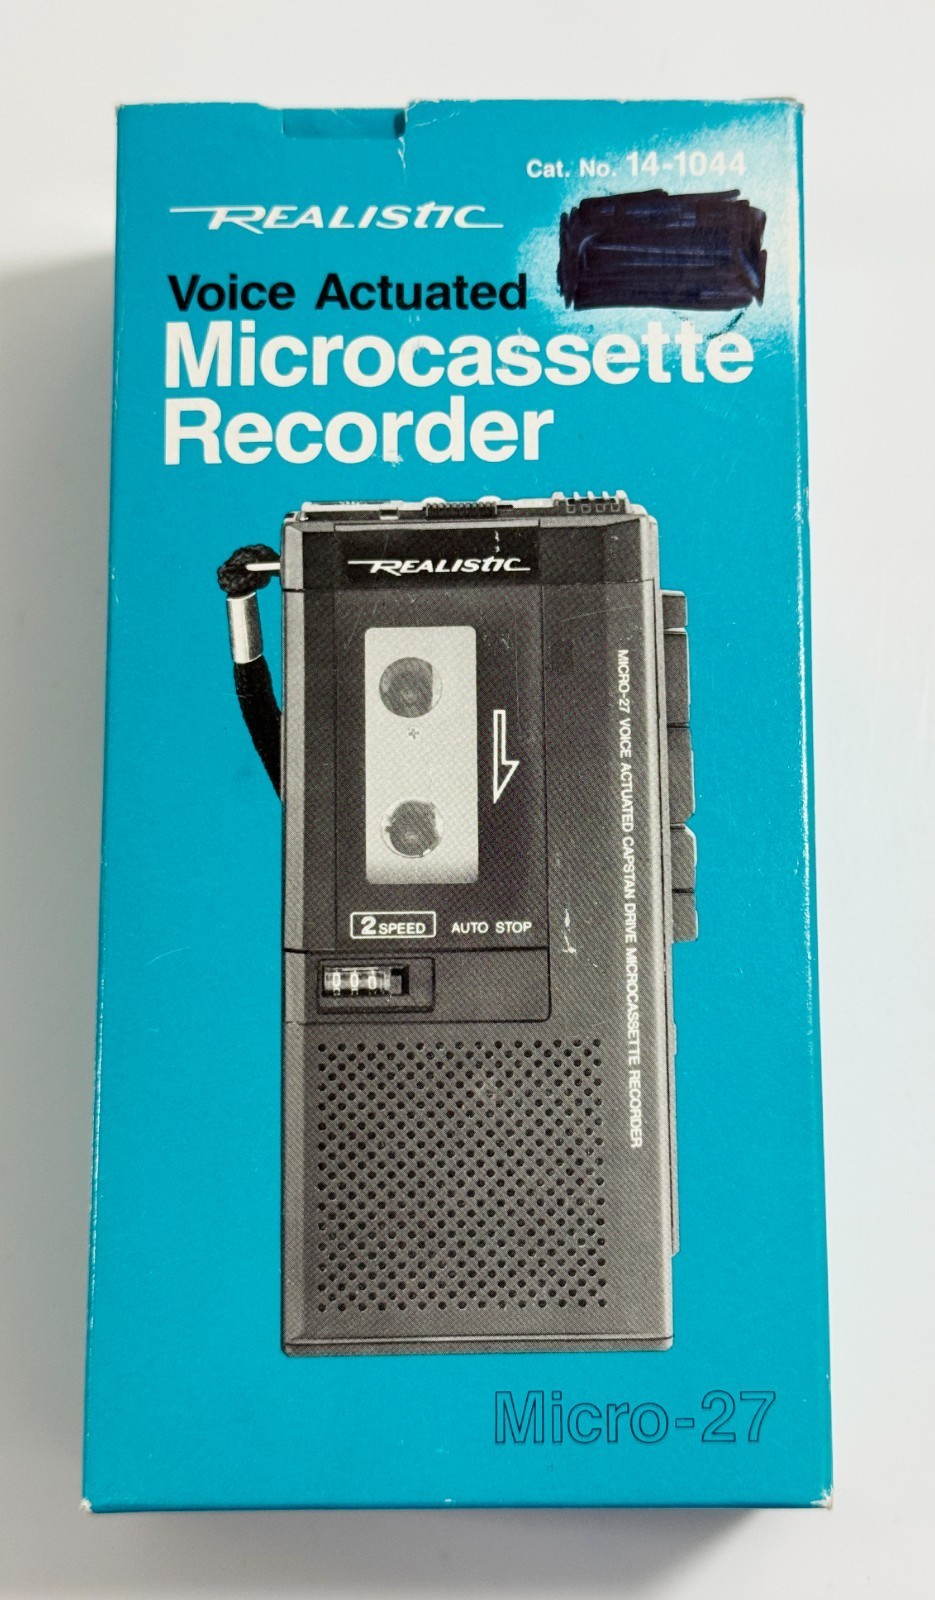 Cat. No. 14-1044
REALISTIC
Voice Actuated
Microcassette
Recorder
REALISTIC
MICRO-27 VOICE ACTUATED CAPSTAN DRIVE MICROCASSETTE RECORDER
2 SPEED AUTO STOP
000
Micro-27